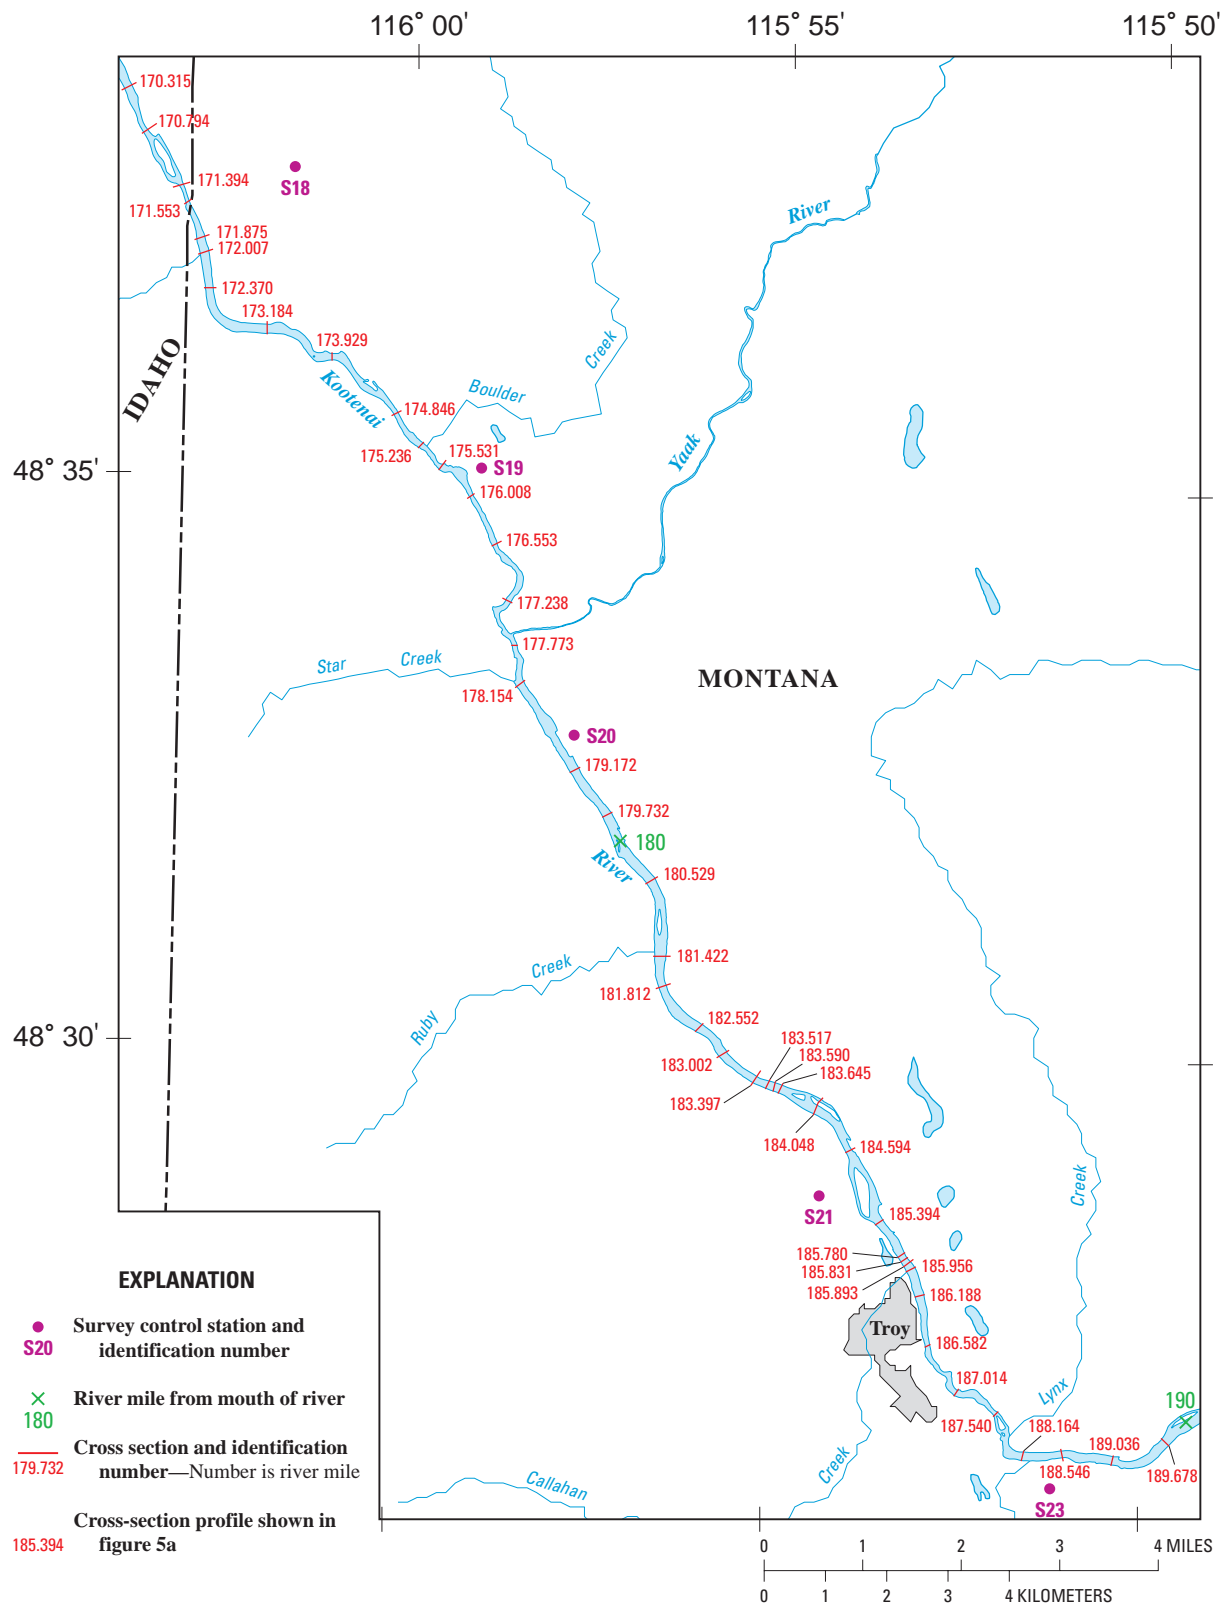 116° 00'
115° 55'
115° 50'
170.315
170.794
S18
171.394
171.553
River
171.875
172.007
172.370
173.184
173.929
IDAHO
Creek
Kootenai
Boulder
174.846
175.236
175.531
Yaak
48° 35'
S19
176.008
176.553
177.238
177.773
Star
Creek
MONTANA
178.154
S20
179.172
179.732
180
River
180.529
181.422
Creek
181.812
182.552
Ruby
48° 30'
183.517
183.590
183.002
183.645
183.397
184.048
184.594
Creek
S21
185.394
185.780
185.831
185.956
185.893
186.188
Troy
186.582
187.014
Lynx
190
187.540
188.164
189.036
Creek
188.546
189.678
Callahan
S23
EXPLANATION
S20
Survey control station and
identification number
180
River mile from mouth of river
179.732
Cross section and identification
number—Number is river mile
185.394
Cross-section profile shown in
figure 5a
0 1 2 3 4 MILES
0 1 2 3 4 KILOMETERS